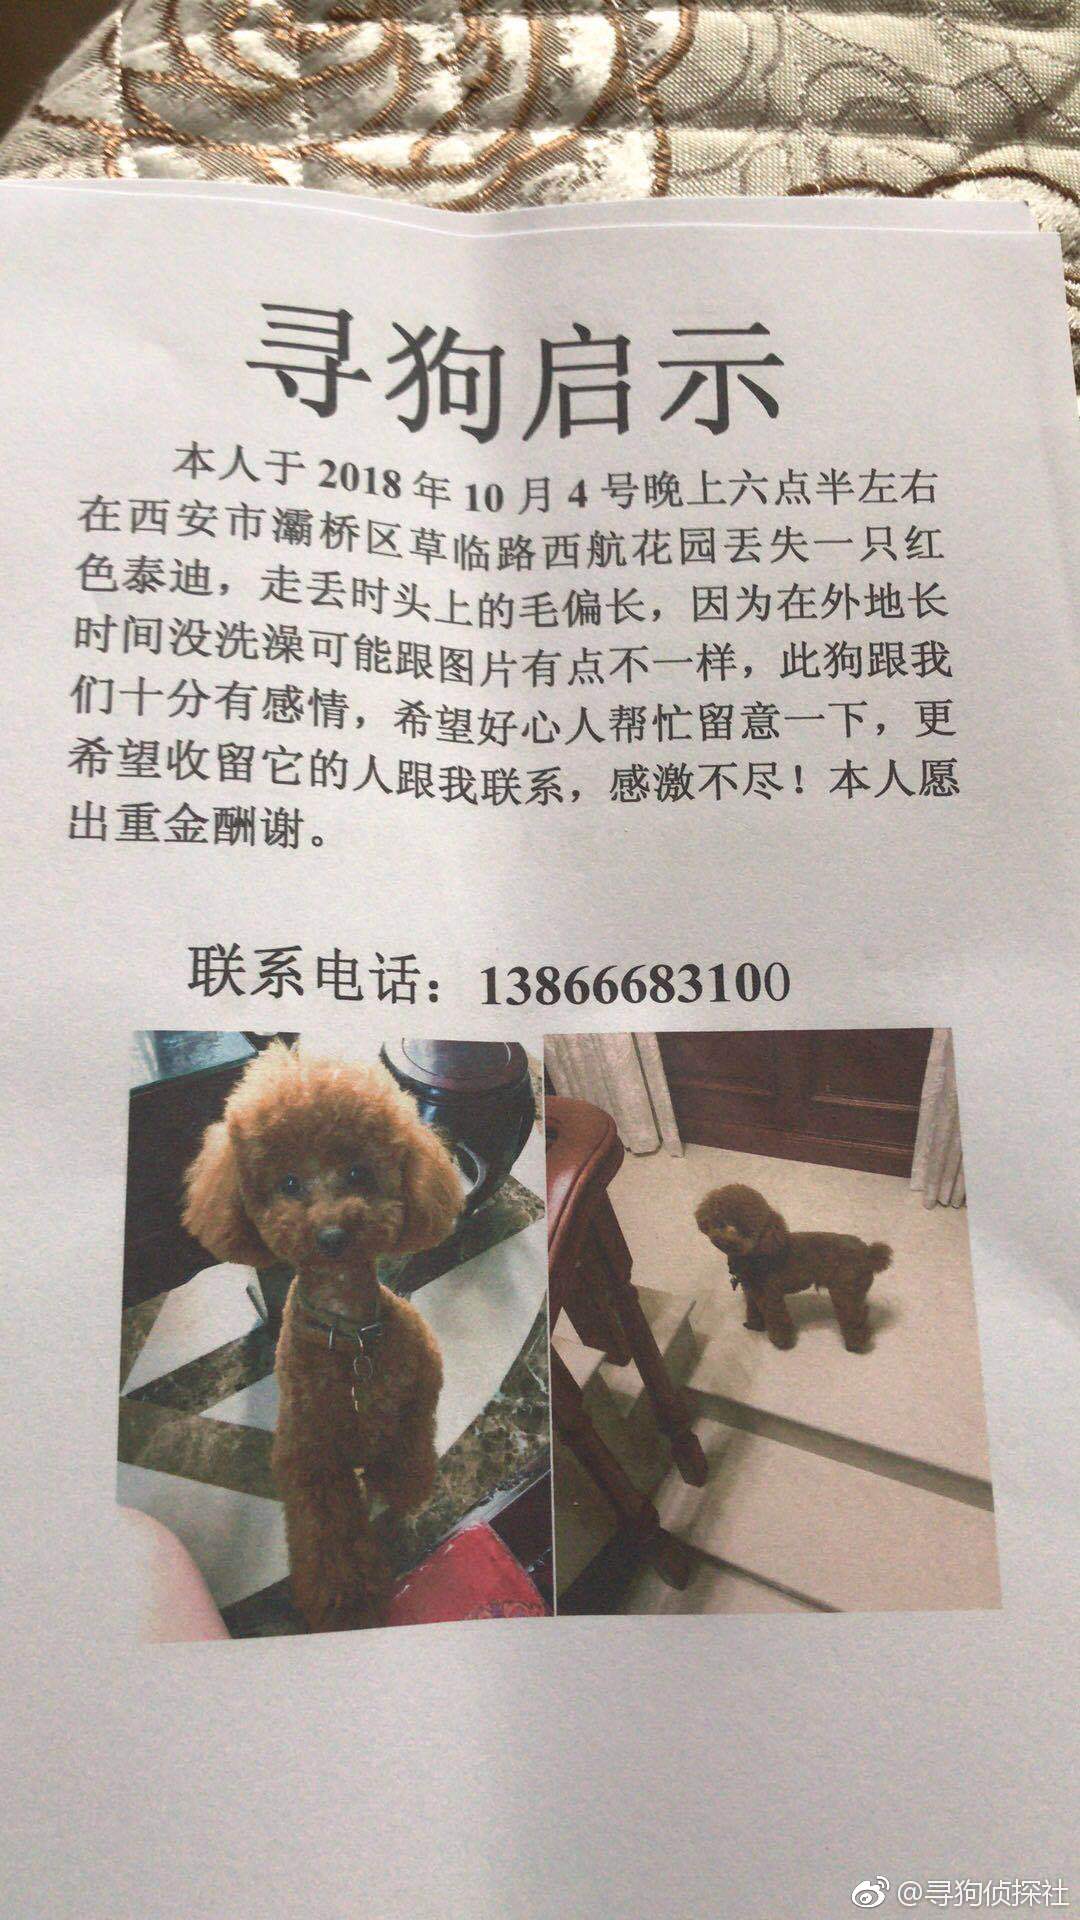 寻狗启示
本人于 2018 年 10 月 4 号晚上六点半左右
在西安市灞桥区草临路西航花园丢失一只红
色泰迪，走丢时头上的毛偏长，因为在外地长
时间没洗澡可能跟图片有点不一样，此狗跟我
们十分有感情，希望好心人帮忙留意一下，更
希望收留它的人跟我联系，感激不尽！本人愿
出重金酬谢。
联系电话：13866683100
@寻狗侦探社